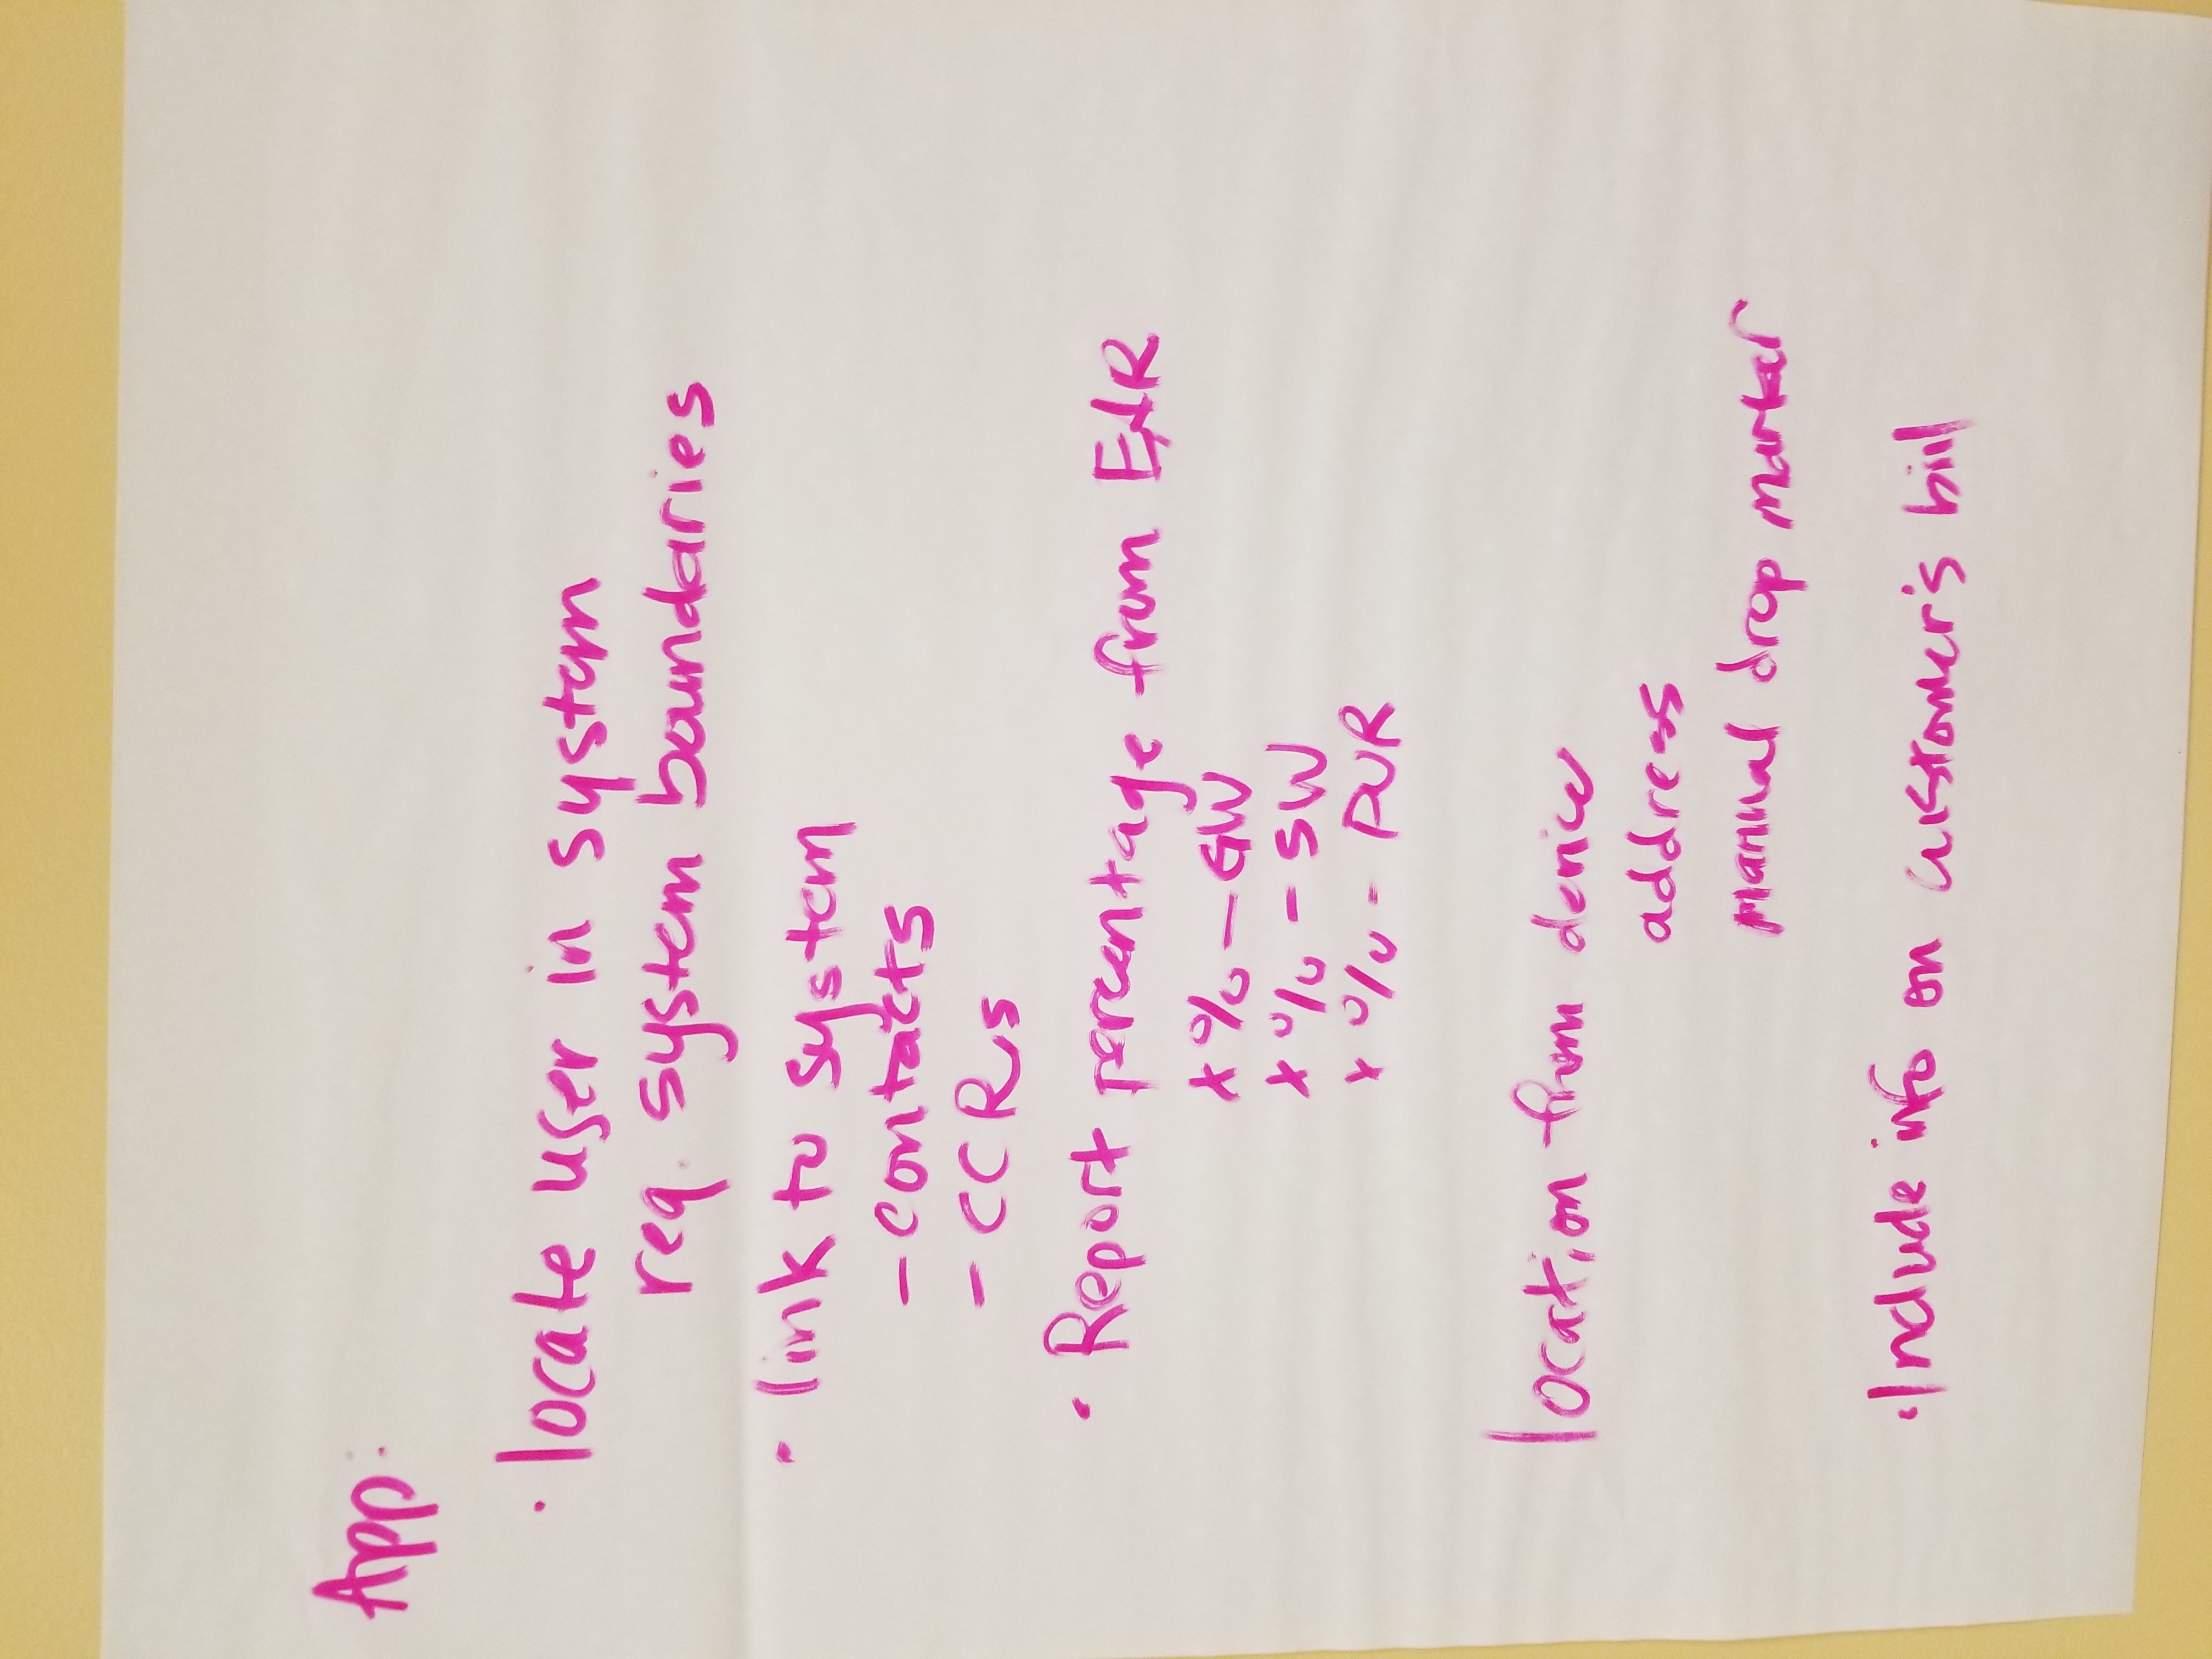 App:
· locate user in system
req. system boundaries
· link to system
- contacts
- CCRs
· Report percentage from EAR
x % - GW
x % - SW
x % - PUR
location from device
address
manual drop marker
· Include info on customer's bill